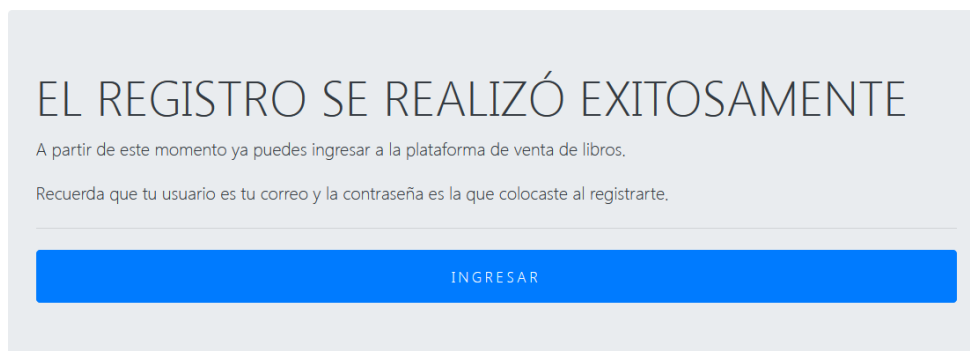 EL REGISTRO SE REALIZÓ EXITOSAMENTE
A partir de este momento ya puedes ingresar a la plataforma de venta de libros.
Recuerda que tu usuario es tu correo y la contraseña es la que colocaste al registrarte.
INGRESAR